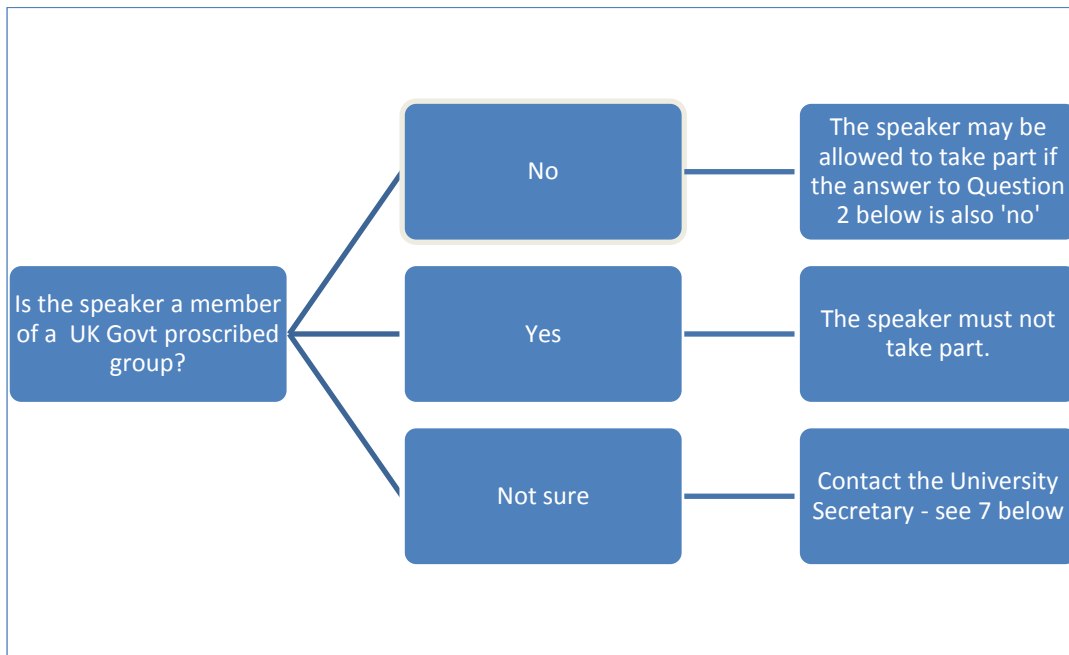 Is the speaker a member
of a UK Govt proscribed
group?
No
The speaker may be
allowed to take part if
the answer to Question
2 below is also 'no'
Yes
The speaker must not
take part.
Not sure
Contact the University
Secretary - see 7 below